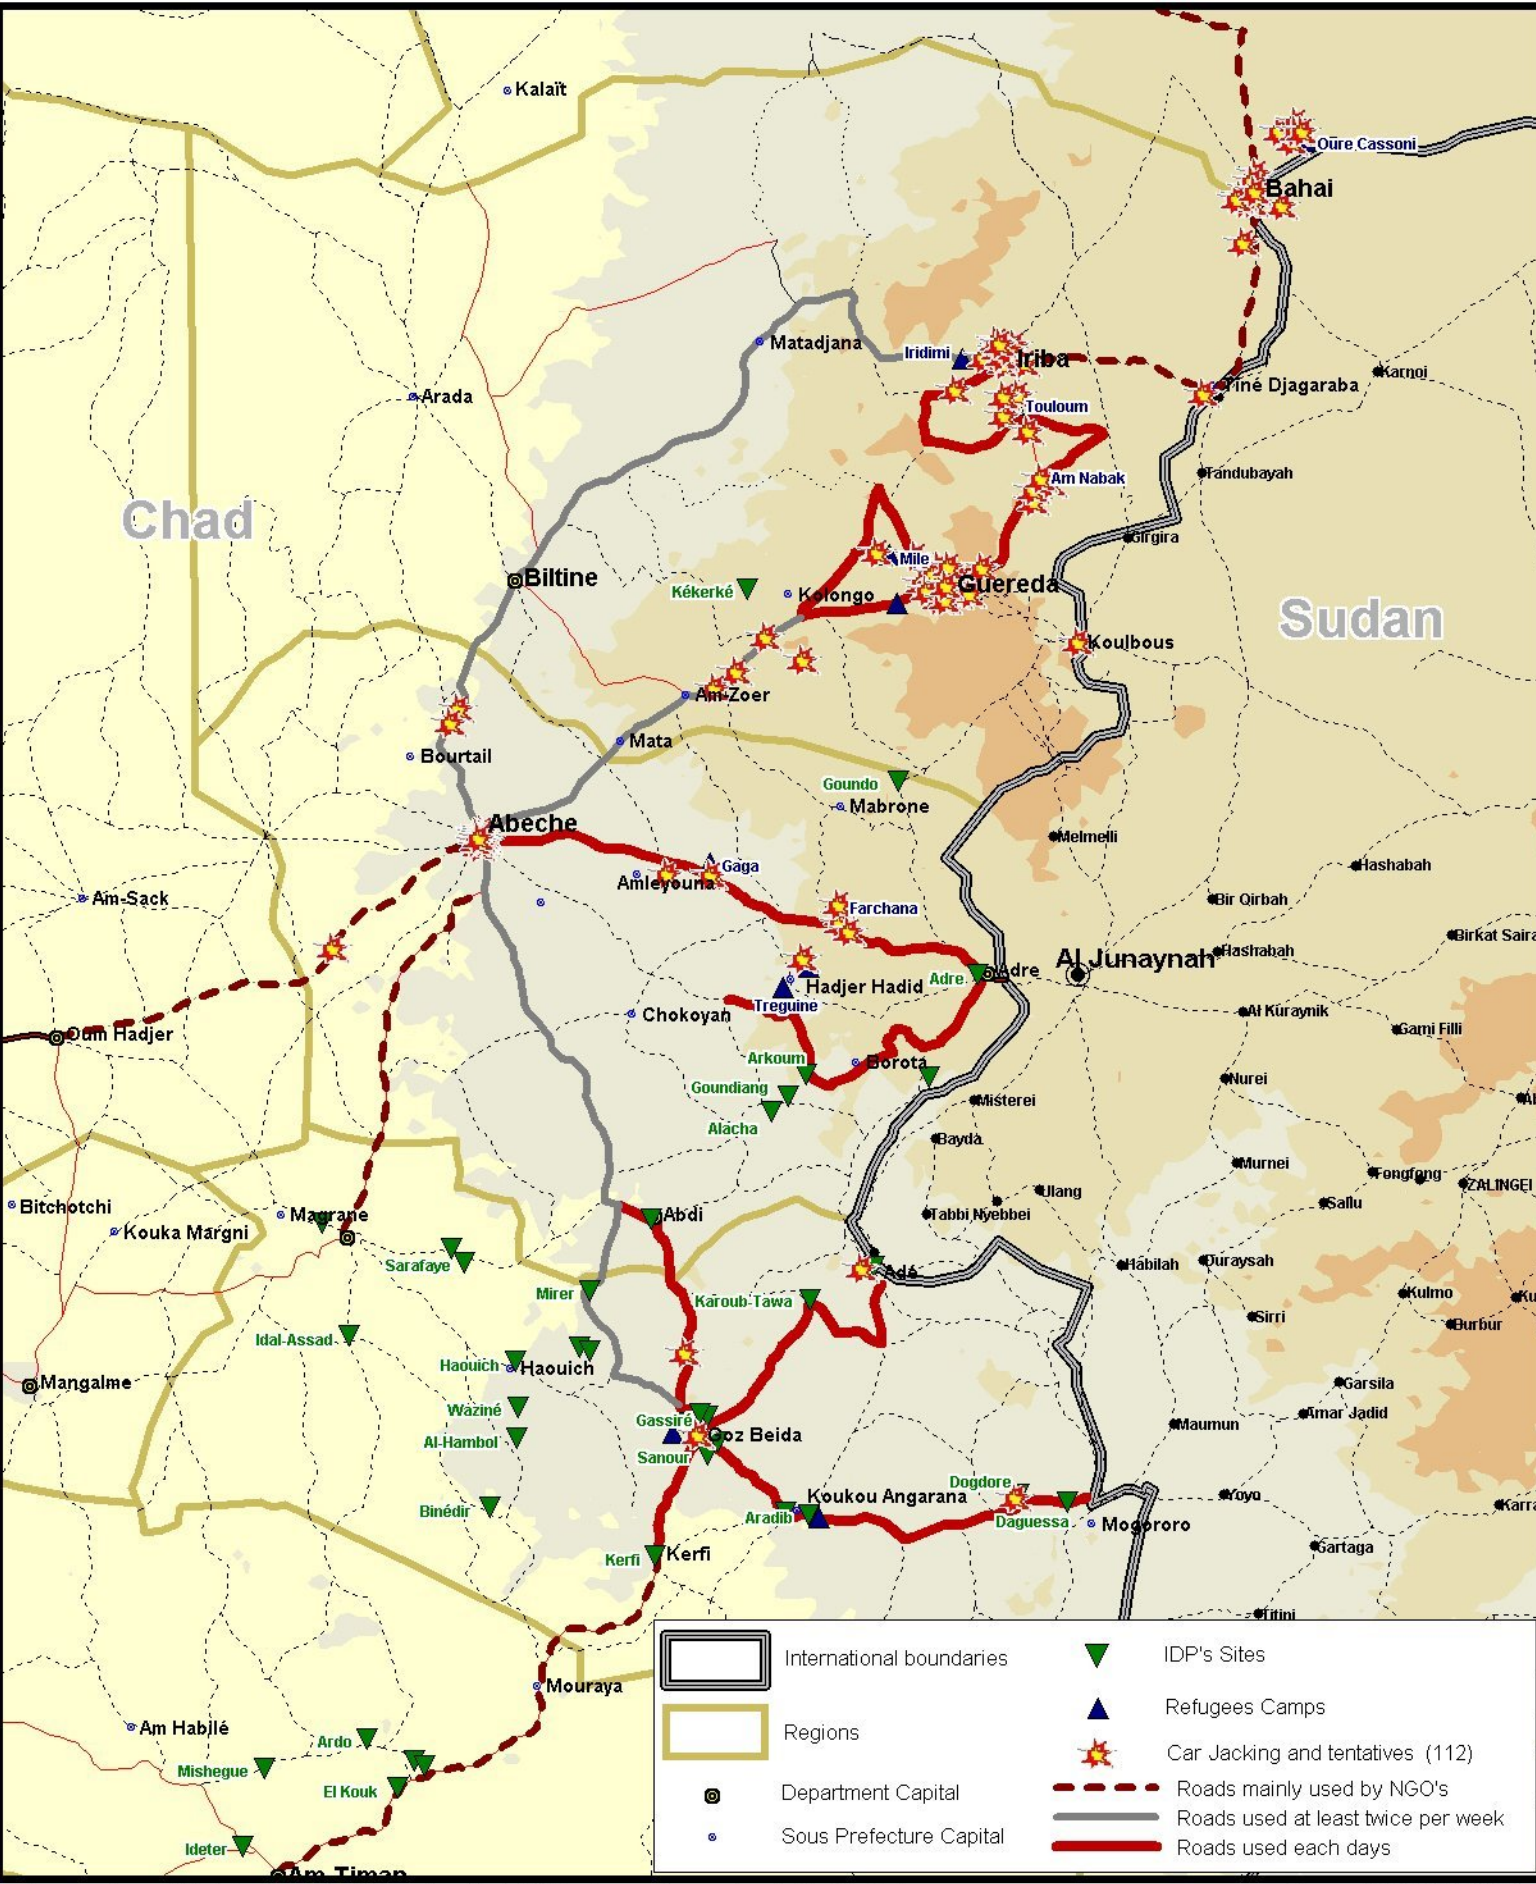 Kalaït
Oure Cassoni
Bahai
Matadjana
Iridimi
Iriba
Karnoi
Tiné Djagaraba
Arada
Touloum
Tandubayah
Am Nabak
Chad
Girgira
Mile
Biltine
Guereda
Kékerké
Kolongo
Sudan
Koulbous
Am-Zoer
Mata
Bourtail
Goundo
Mabrone
Abeche
Melmelli
Hashabah
Gaga
Amleyouna
Am-Sack
Bir Qirbah
Farchana
Birkat Saira
Hashabah
Al Junaynah
Adre
Adre
Hadjer Hadid
Treguine
Chokoyan
Al Kuraynik
Gami Filli
Oum Hadjer
Arkoum
Borota
Goundiang
Nurei
Misterei
Alacha
Bayda
Murnei
Fongfong
ZALINGEI
Ulang
Sallu
Bitchotchi
Magrane
Abdi
Tabbi Nyebbei
Kouka Margni
Sarafaye
Adé
Habilah
Duraysah
Mirer
Karoub-Tawa
Kulmo
Ku
Sirri
Burbur
Idal-Assad
Haouich
Haouich
Mangalme
Garsila
Waziné
Gassiré
Amar Jadid
Maumun
Al-Hambol
Goz Beida
Sanour
Dogdore
Koukou Angarana
Yoyo
Karra
Binédir
Aradib
Daguessa
Mogororo
Gartaga
Kerfi
Kerfi
Titini
Mouraya
Am Habilé
Ardo
Mishegue
El Kouk
Ideter
Am Timan
International boundaries
Regions
Department Capital
Sous Prefecture Capital
IDP's Sites
Refugees Camps
Car Jacking and tentatives (112)
Roads mainly used by NGO's
Roads used at least twice per week
Roads used each days